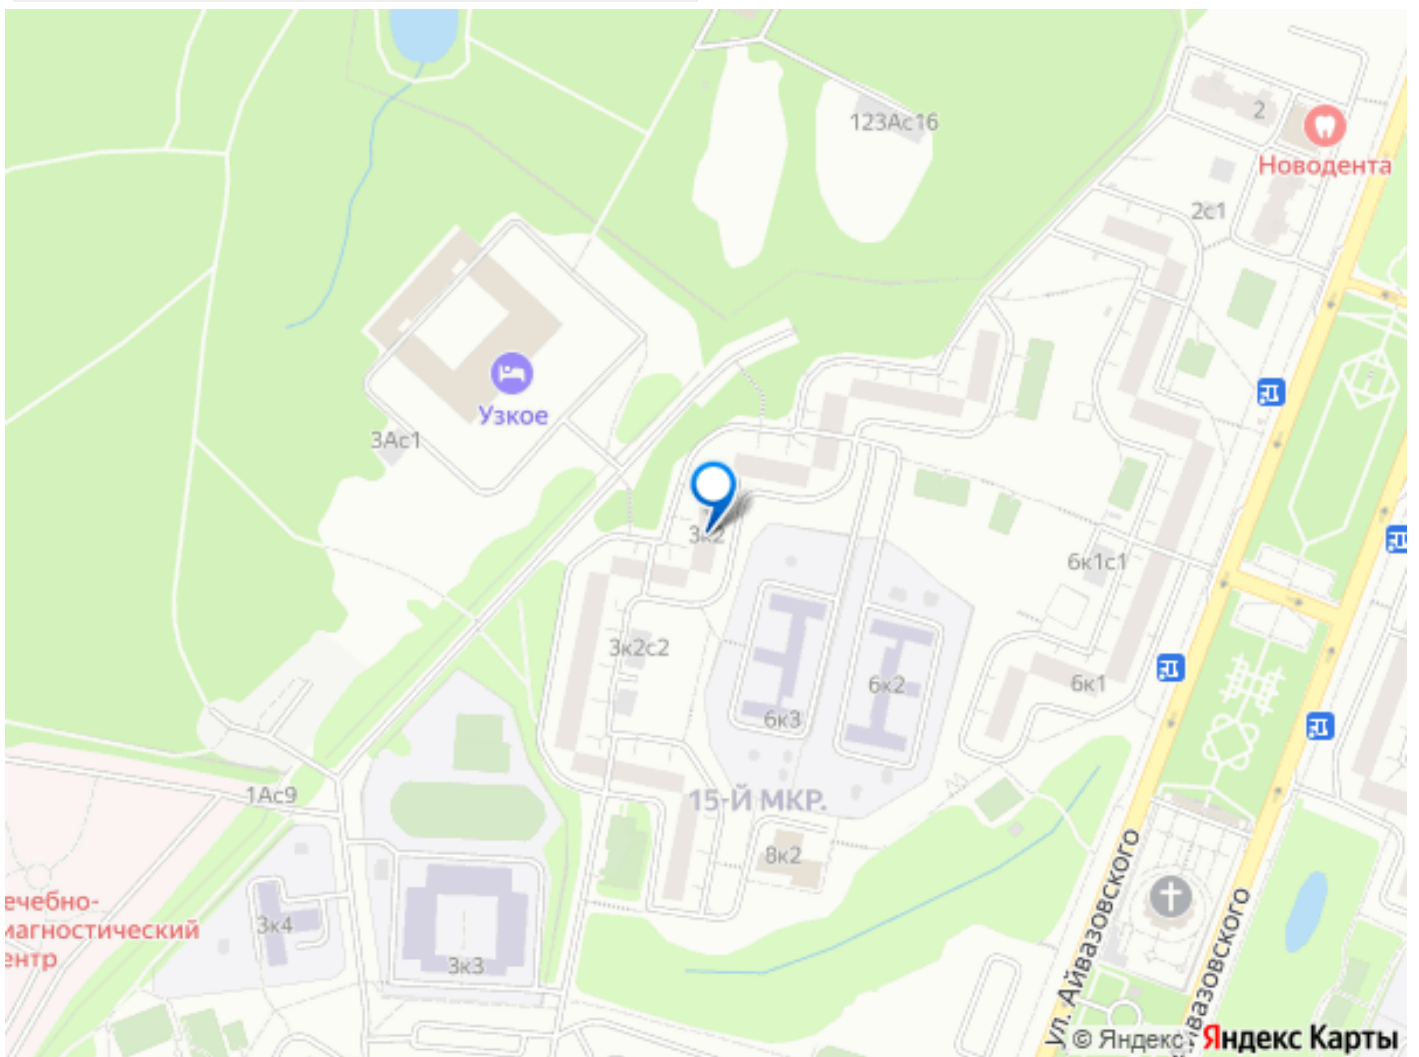 123Ас16
2
Новодента
2с1
Узкое
3Ас1
3к2
6к1с1
3к2с2
6к2
6к1
6к3
15-Й МКР.
1Ас9
8к2
ечебно-
иагностический
ентр
3к4
3к3
ул. Айвазовского
йвазовского
© Яндекс
Яндекс Карты